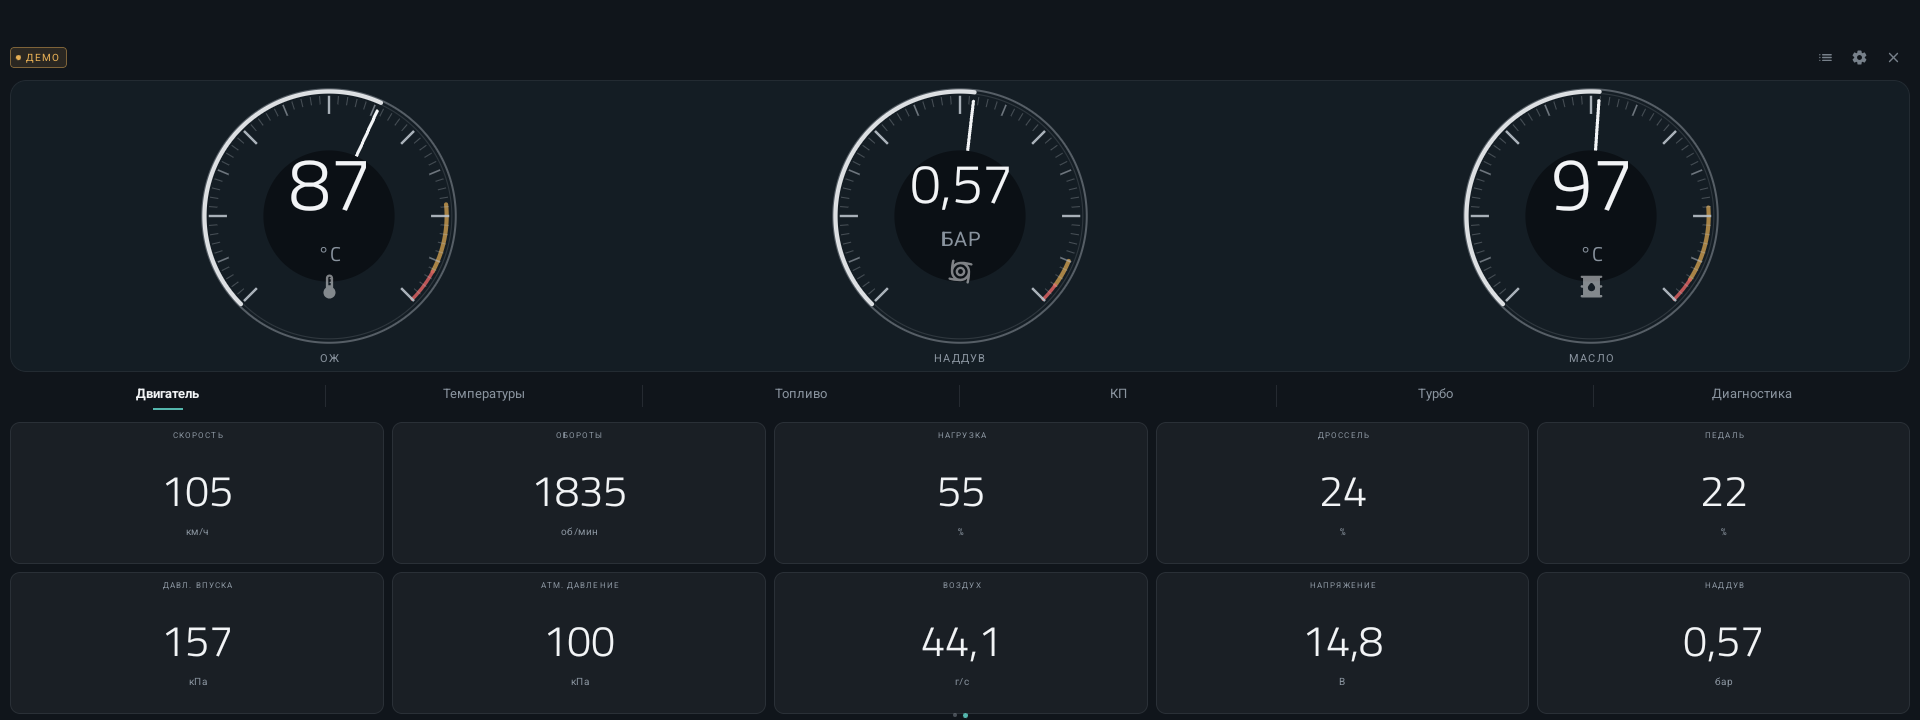 ДЕМО
87
°C
ОЖ
0,57
БАР
НАДДУВ
97
°C
МАСЛО
Двигатель
Температуры
Топливо
КП
Турбо
Диагностика
СКОРОСТЬ
105
км/ч
ОБОРОТЫ
1835
об/мин
НАГРУЗКА
55
%
ДРОССЕЛЬ
24
%
ПЕДАЛЬ
22
%
ДАВЛ. ВПУСКА
157
кПа
АТМ. ДАВЛЕНИЕ
100
кПа
ВОЗДУХ
44,1
г/с
НАПРЯЖЕНИЕ
14,8
В
НАДДУВ
0,57
бар